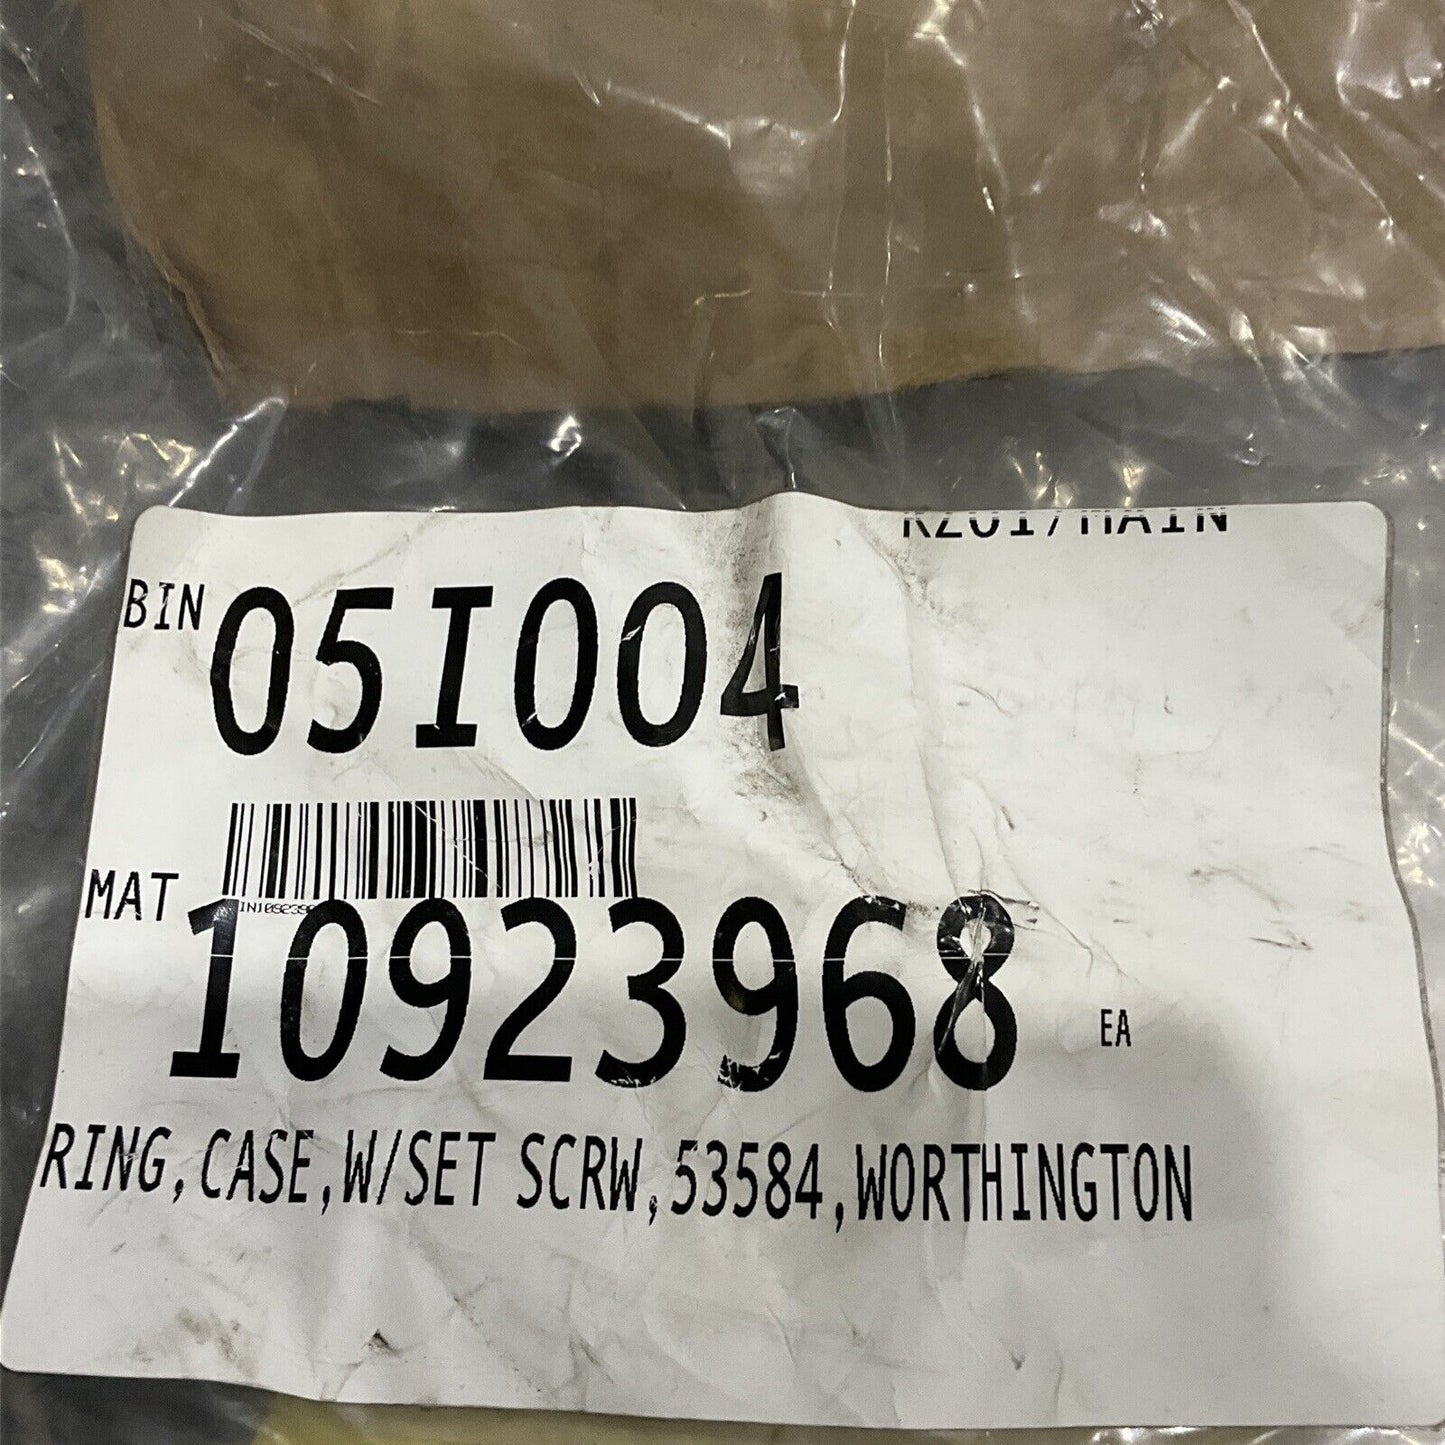 BIN 05I004
MAT 10923968 EA
RING,CASE,W/SET SCRW,53584,WORTHINGTON